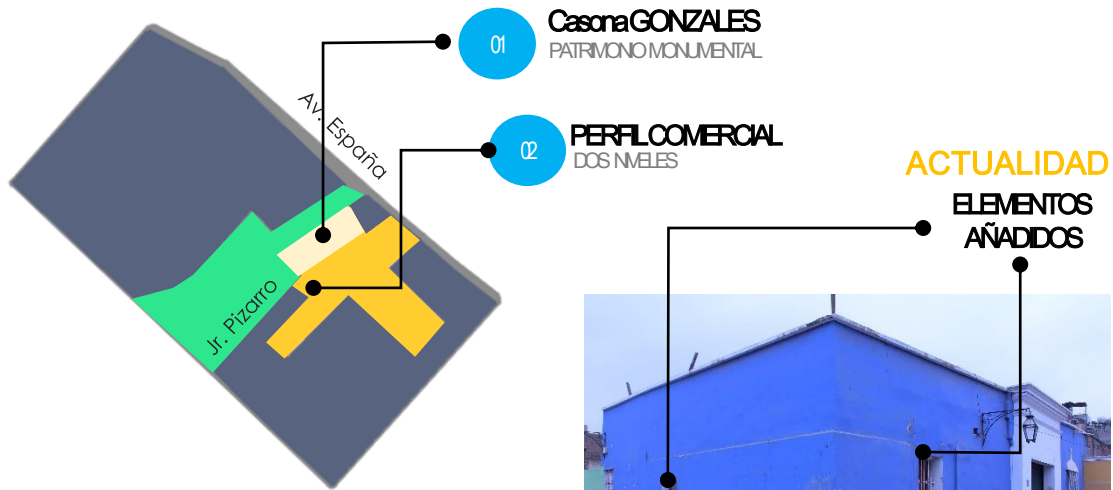 01
Casona GONZALES
PATRIMONIO MONUMENTAL
Av. España
02
PERFIL COMERCIAL
DOS NIVELES
ACTUALIDAD
ELEMENTOS
AÑADIDOS
Jr. Pizarro